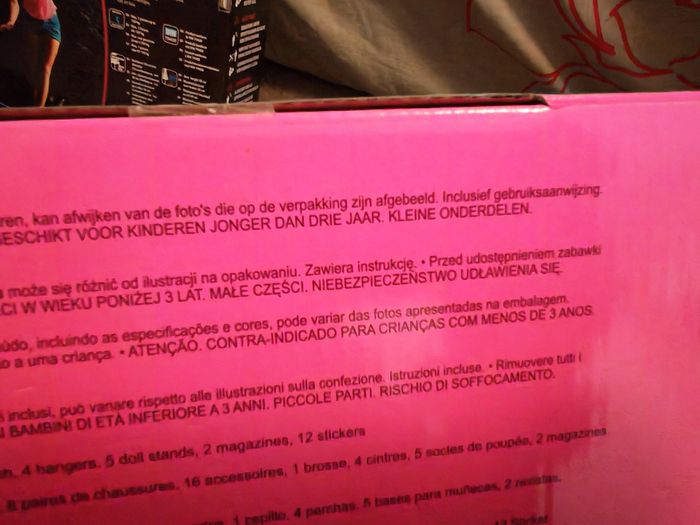 ren, kan afwijken van de foto's die op de verpakking zijn afgebeeld. Inclusief gebruiksaanwijzing.
GESCHIKT VOOR KINDEREN JONGER DAN DRIE JAAR. KLEINE ONDERDELEN.
może się różnić od ilustracji na opakowaniu. Zawiera instrukcję. • Przed udostępnieniem zabawki
CI W WIEKU PONIŻEJ 3 LAT. MAŁE CZĘŚCI. NIEBEZPIECZEŃSTWO UDŁAWIENIA SIĘ.
údo, incluindo as especificações e cores, pode variar das fotos apresentadas na embalagem.
o a uma criança. • ATENÇÃO. CONTRA-INDICADO PARA CRIANÇAS COM MENOS DE 3 ANOS.
inclusi, può variare rispetto alle illustrazioni sulla confezione. Istruzioni incluse. • Rimuovere tutti i
BAMBINI DI ETÀ INFERIORE A 3 ANNI. PICCOLE PARTI. RISCHIO DI SOFFOCAMENTO.
sh, 4 hangers, 5 doll stands, 2 magazines, 12 stickers
paires de chaussures, 16 accessoires, 1 brosse, 4 cintres, 5 socles de poupée, 2 magazines
1 cepillo, 4 perchas, 5 bases para muñecas, 2 revistas,